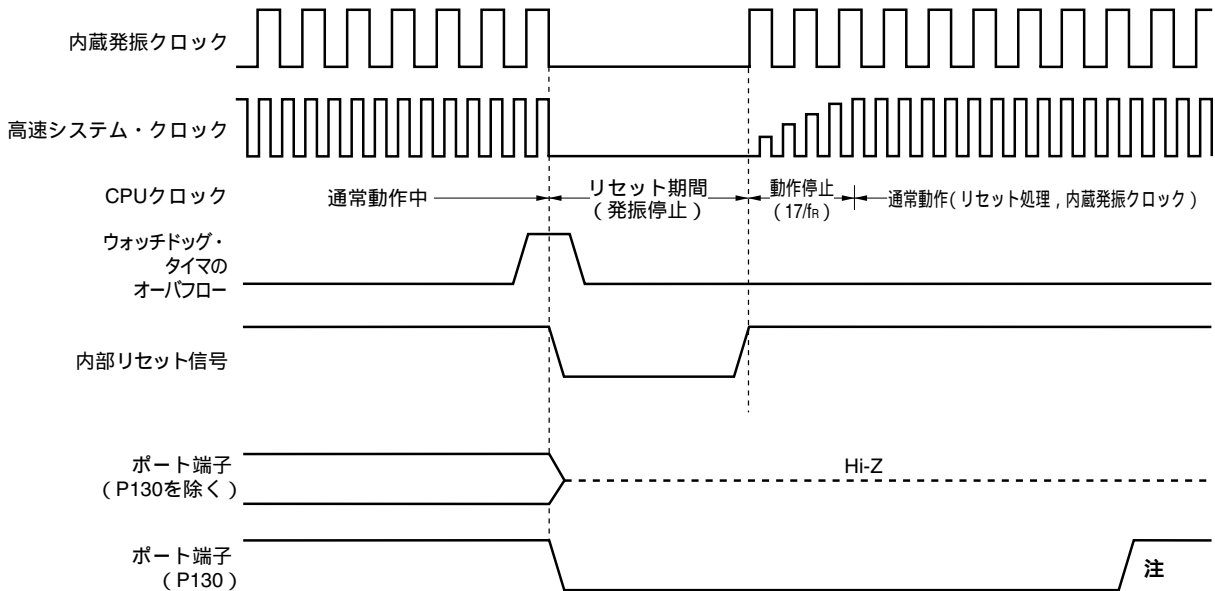 内蔵発振クロック
高速システム・クロック
CPUクロック
通常動作中
リセット期間
（発振停止）
動作停止
（17/fR）
通常動作（リセット処理，内蔵発振クロック）
ウォッチドッグ・
タイマの
オーバフロー
内部リセット信号
ポート端子
（P130を除く）
Hi-Z
ポート端子
（P130）
注